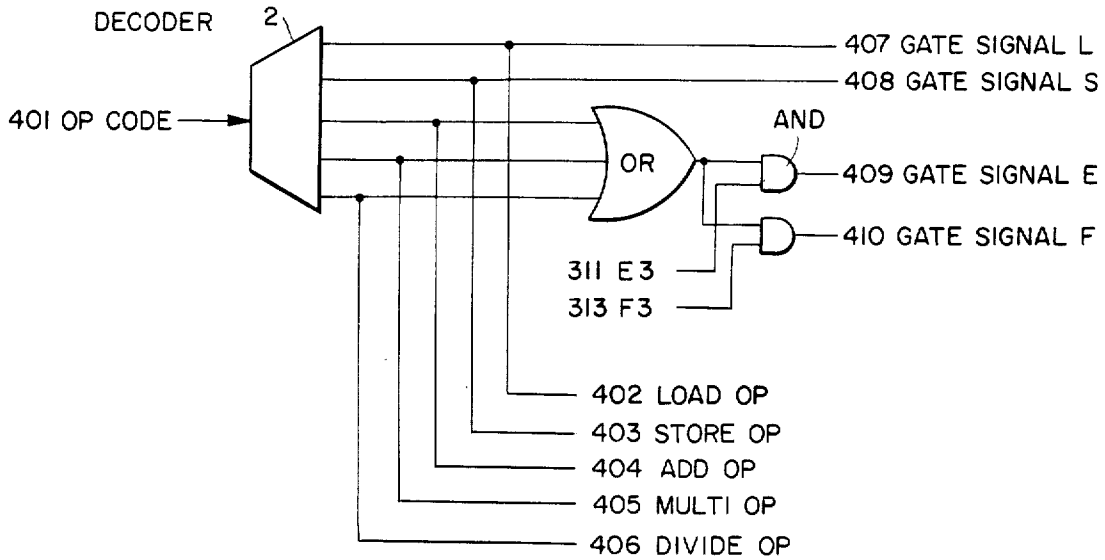 DECODER
2
407 GATE SIGNAL L
408 GATE SIGNAL S
401 OP CODE
AND
OR
409 GATE SIGNAL E
410 GATE SIGNAL F
311 E3
313 F3
402 LOAD OP
403 STORE OP
404 ADD OP
405 MULTI OP
406 DIVIDE OP